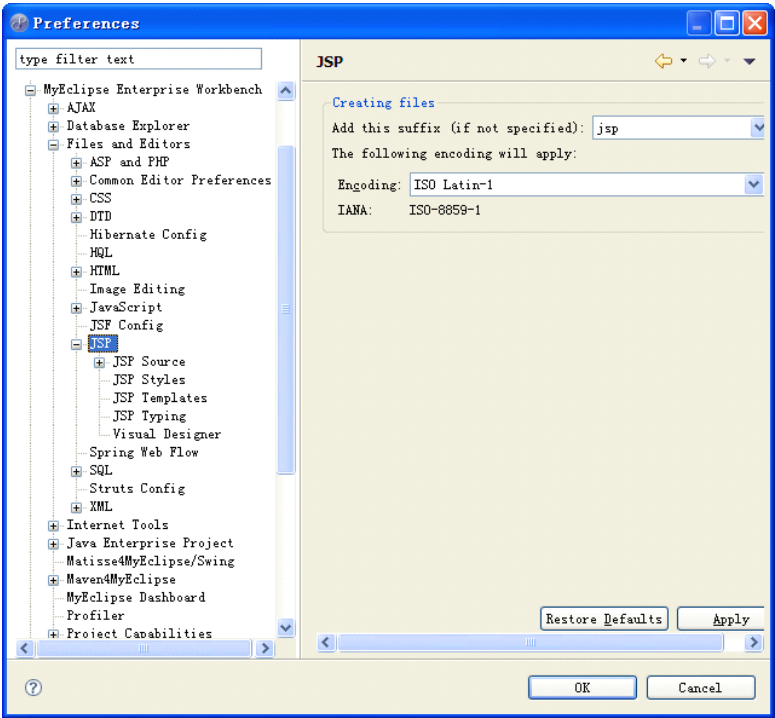 Preferences
type filter text
MyEclipse Enterprise Workbench
AJAX
Database Explorer
Files and Editors
ASP and PHP
Common Editor Preferences
CSS
DTD
Hibernate Config
HQL
HTML
Image Editing
JavaScript
JSF Config
JSP
JSP Source
JSP Styles
JSP Templates
JSP Typing
Visual Designer
Spring Web Flow
SQL
Struts Config
XML
Internet Tools
Java Enterprise Project
Matisse4MyEclipse/Swing
Maven4MyEclipse
MyEclipse Dashboard
Profiler
Project Capabilities
JSP
Creating files
Add this suffix (if not specified): jsp
The following encoding will apply:
Encoding: ISO Latin-1
IANA: ISO-8859-1
Restore Defaults Apply
? OK Cancel